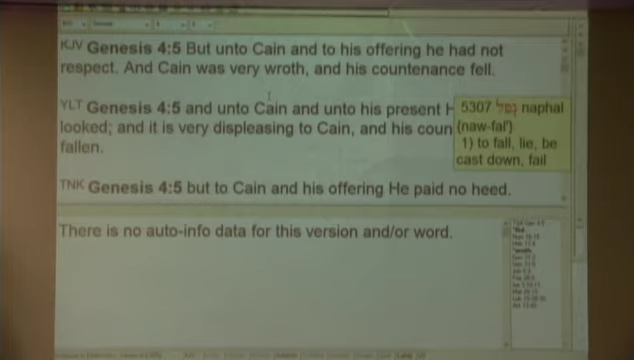 KJV Genesis 4:5 But unto Cain and to his offering he had not
respect. And Cain was very wroth, and his countenance fell.
YLT Genesis 4:5 and unto Cain and unto his present H
looked; and it is very displeasing to Cain, and his coun
fallen.
5307 נפל naphal
(naw-fal')
1) to fall, lie, be
cast down, fail
TNK Genesis 4:5 but to Cain and his offering He paid no heed.
There is no auto-info data for this version and/or word.